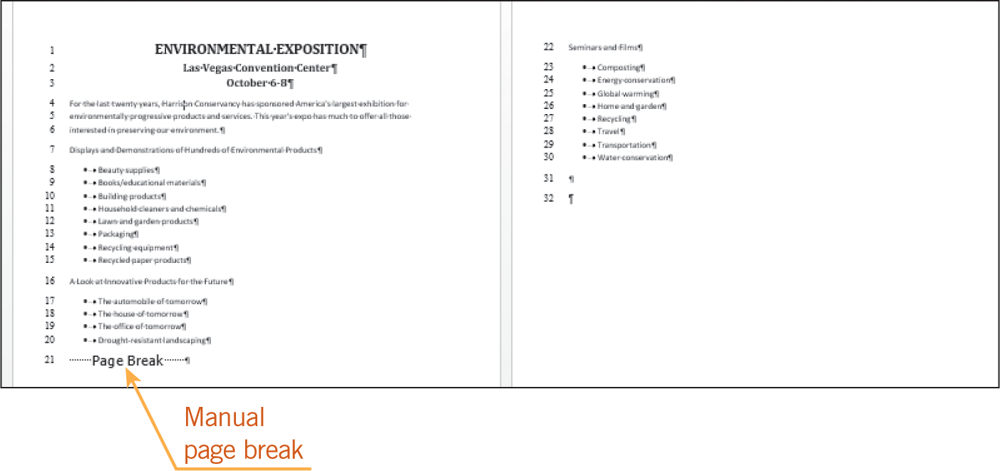 1 ENVIRONMENTAL·EXPOSITION¶
2 Las·Vegas·Convention·Center¶
3 October·6-8¶
4 For·the·last·twenty·years,·Harrison·Conservancy·has·sponsored·America's·largest·exhibition·for·
5 environmentally·progressive·products·and·services.·This·year's·expo·has·much·to·offer·all·those·
6 interested·in·preserving·our·environment.¶
7 Displays·and·Demonstrations·of·Hundreds·of·Environmental·Products¶
8 •→Beauty·supplies¶
9 •→Books/educational·materials¶
10 •→Building·products¶
11 •→Household·cleaners·and·chemicals¶
12 •→Lawn·and·garden·products¶
13 •→Packaging¶
14 •→Recycling·equipment¶
15 •→Recycled·paper·products¶
16 A·Look·at·Innovative·Products·for·the·Future¶
17 •→The·automobile·of·tomorrow¶
18 •→The·house·of·tomorrow¶
19 •→The·office·of·tomorrow¶
20 •→Drought-resistant·landscaping¶
21 ·········Page Break········¶
22 Seminars·and·Films¶
23 •→Composting¶
24 •→Energy·conservation¶
25 •→Global·warming¶
26 •→Home·and·garden¶
27 •→Recycling¶
28 •→Travel¶
29 •→Transportation¶
30 •→Water·conservation¶
31 ¶
32 ¶
Manual
page break